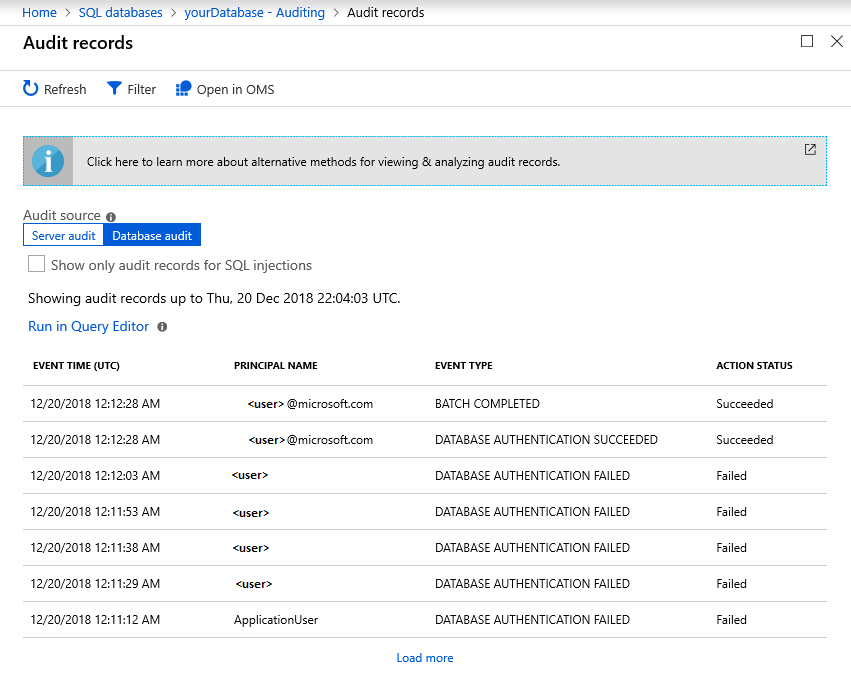 Home > SQL databases > yourDatabase - Auditing > Audit records
Audit records
Refresh Filter Open in OMS
Click here to learn more about alternative methods for viewing & analyzing audit records.
Audit source
Server audit Database audit
Show only audit records for SQL injections
Showing audit records up to Thu, 20 Dec 2018 22:04:03 UTC.
Run in Query Editor
EVENT TIME (UTC) PRINCIPAL NAME EVENT TYPE ACTION STATUS
12/20/2018 12:12:28 AM <user> @microsoft.com BATCH COMPLETED Succeeded
12/20/2018 12:12:28 AM <user> @microsoft.com DATABASE AUTHENTICATION SUCCEEDED Succeeded
12/20/2018 12:12:03 AM <user> DATABASE AUTHENTICATION FAILED Failed
12/20/2018 12:11:53 AM <user> DATABASE AUTHENTICATION FAILED Failed
12/20/2018 12:11:38 AM <user> DATABASE AUTHENTICATION FAILED Failed
12/20/2018 12:11:29 AM <user> DATABASE AUTHENTICATION FAILED Failed
12/20/2018 12:11:12 AM ApplicationUser DATABASE AUTHENTICATION FAILED Failed
Load more